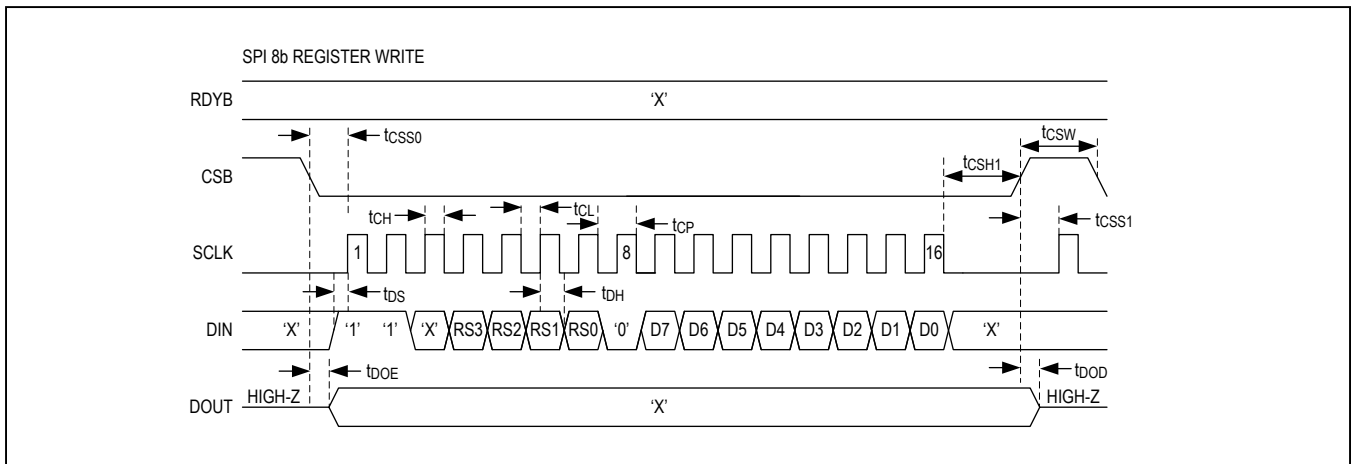 SPI 8b REGISTER WRITE
RDYB ‘X’
tCSS0 tCSW
CSB tCSH1
tCH tCL tCP tCSS1
SCLK 1 8 16
tDS tDH
DIN ‘X’ ‘1’ ‘1’ ‘X’ RS3 RS2 RS1 RS0 ‘0’ D7 D6 D5 D4 D3 D2 D1 D0 ‘X’
tDOE tDOD
DOUT HIGH-Z ‘X’ HIGH-Z